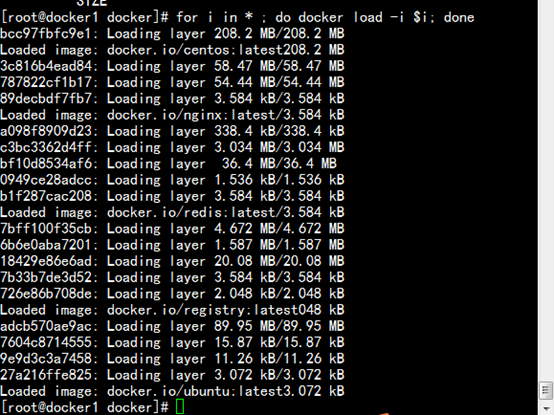 SIZE
[root@docker1 docker]# for i in * ; do docker load -i $i; done
bcc97fbfc9e1: Loading layer 208.2 MB/208.2 MB
Loaded image: docker.io/centos:latest208.2 MB
3c816b4ead84: Loading layer 58.47 MB/58.47 MB
787822cf1b17: Loading layer 54.44 MB/54.44 MB
89decbdf7fb7: Loading layer 3.584 kB/3.584 kB
Loaded image: docker.io/nginx:latest/3.584 kB
a098f8909d23: Loading layer 338.4 kB/338.4 kB
c3bc3362d4ff: Loading layer 3.034 MB/3.034 MB
bf10d8534af6: Loading layer  36.4 MB/36.4 MB
0949ce28adcc: Loading layer 1.536 kB/1.536 kB
b1f287cac208: Loading layer 3.584 kB/3.584 kB
Loaded image: docker.io/redis:latest/3.584 kB
7bff100f35cb: Loading layer 4.672 MB/4.672 MB
6b6e0ba7201: Loading layer 1.587 MB/1.587 MB
18429e86e6ad: Loading layer 20.08 MB/20.08 MB
7b33b7de3d52: Loading layer 3.584 kB/3.584 kB
726e86b708de: Loading layer 2.048 kB/2.048 kB
Loaded image: docker.io/registry:latest048 kB
adcb570ae9ac: Loading layer 89.95 MB/89.95 MB
7604c8714555: Loading layer 15.87 kB/15.87 kB
9e9d3c3a7458: Loading layer 11.26 kB/11.26 kB
27a216ffe825: Loading layer 3.072 kB/3.072 kB
Loaded image: docker.io/ubuntu:latest3.072 kB
[root@docker1 docker]#